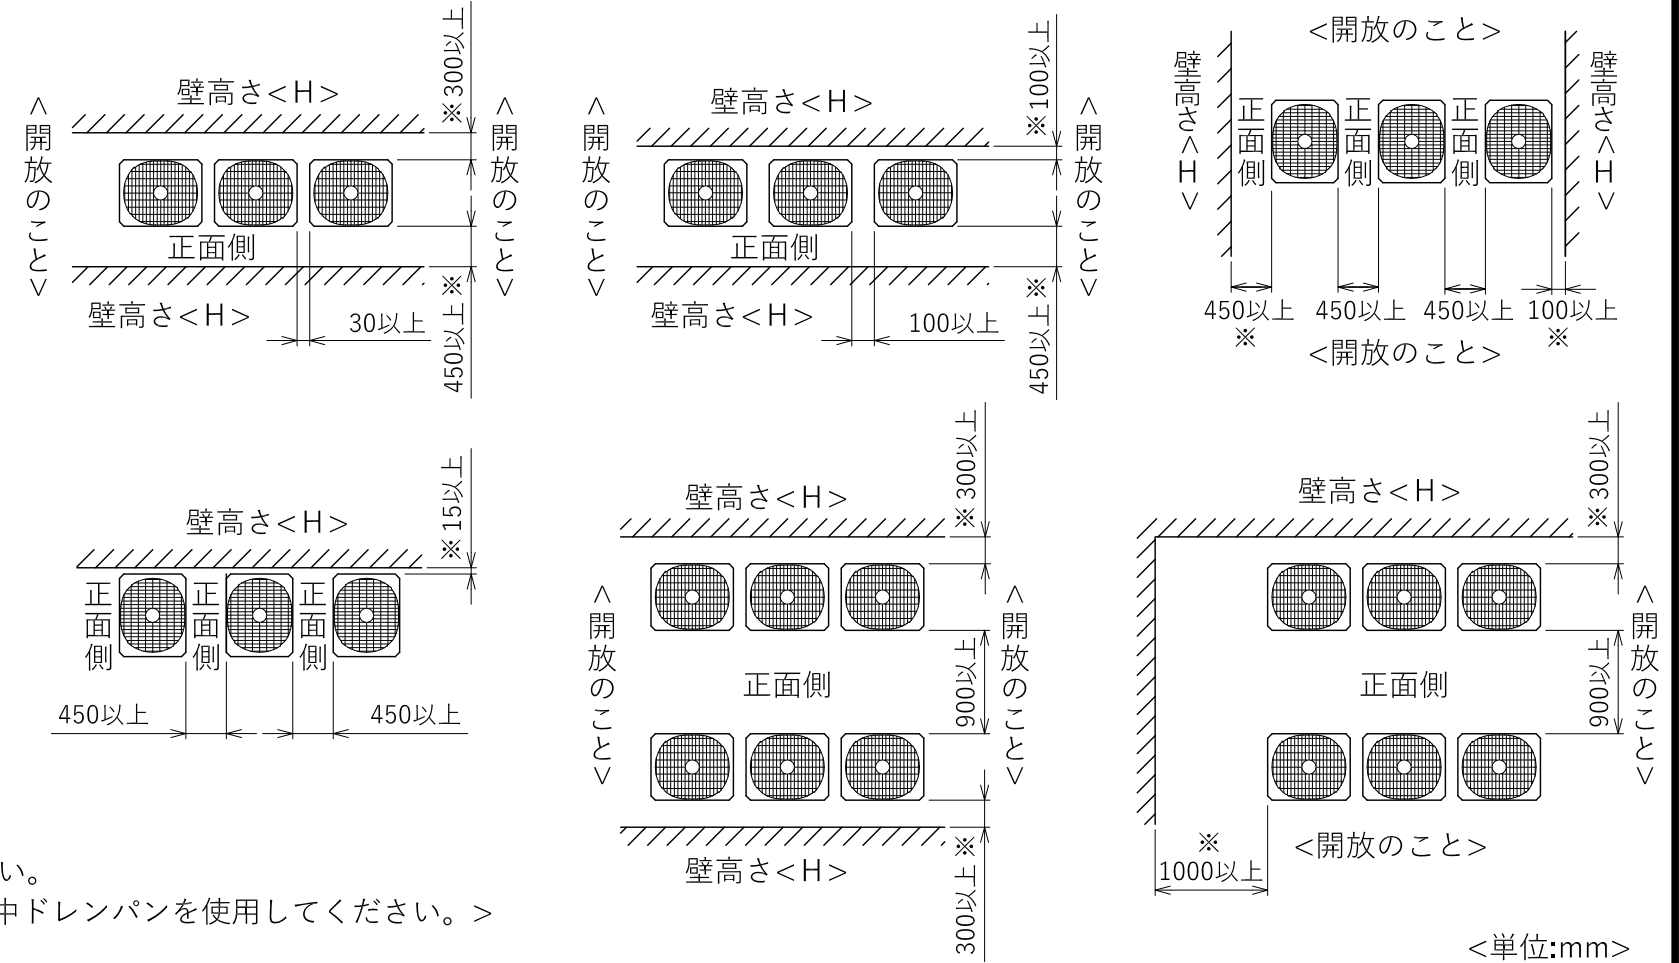 壁高さ<H>
※300以上
<開放のこと>
<開放のこと>
正面側
壁高さ<H>
30以上
450以上※
壁高さ<H>
※100以上
<開放のこと>
<開放のこと>
正面側
壁高さ<H>
100以上
450以上※
<開放のこと>
壁高さ<H>
正面側
正面側
正面側
壁高さ<H>
450以上
※
450以上
450以上
100以上
※
<開放のこと>
壁高さ<H>
※15以上
正面側
正面側
正面側
450以上
450以上
壁高さ<H>
※300以上
<開放のこと>
正面側
900以上
<開放のこと>
壁高さ<H>
300以上※
壁高さ<H>
※300以上
正面側
900以上
<開放のこと>
※
1000以上
<開放のこと>
い。
中ドレンパンを使用してください。>
<単位:mm>